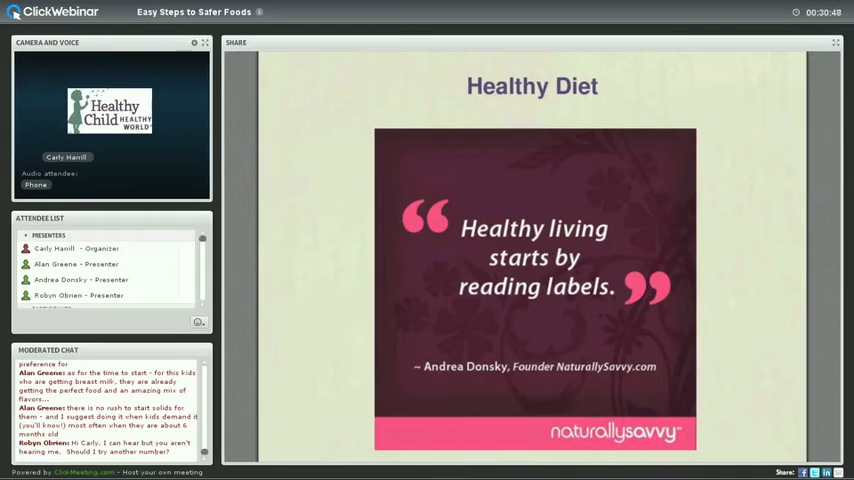 ClickWebinar
Easy Steps to Safer Foods
00:30:48
CAMERA AND VOICE
Healthy
Child HEALTHY
WORLD
Carly Harrill
Audio attendee:
Phone
ATTENDEE LIST
PRESENTERS
Carly Harrill - Organizer
Alan Greene - Presenter
Andrea Donsky - Presenter
Robyn Obrien - Presenter
MODERATED CHAT
preference for
Alan Greene: as for the time to start - for this kids
who are getting breast milk, they are already
getting the perfect food and an amazing mix of
flavors...
Alan Greene: there is no rush to start solids for
them - and I suggest doing it when kids demand it
(you'll know!) most often when they are about 6
months old
Robyn Obrien: Hi Carly, I can hear but you aren't
hearing me. Should I try another number?
SHARE
Healthy Diet
“Healthy living
starts by
reading labels.”
~ Andrea Donsky, Founder NaturallySavvy.com
naturallysavvy™
Powered by ClickMeeting.com - Host your own meeting
Share: